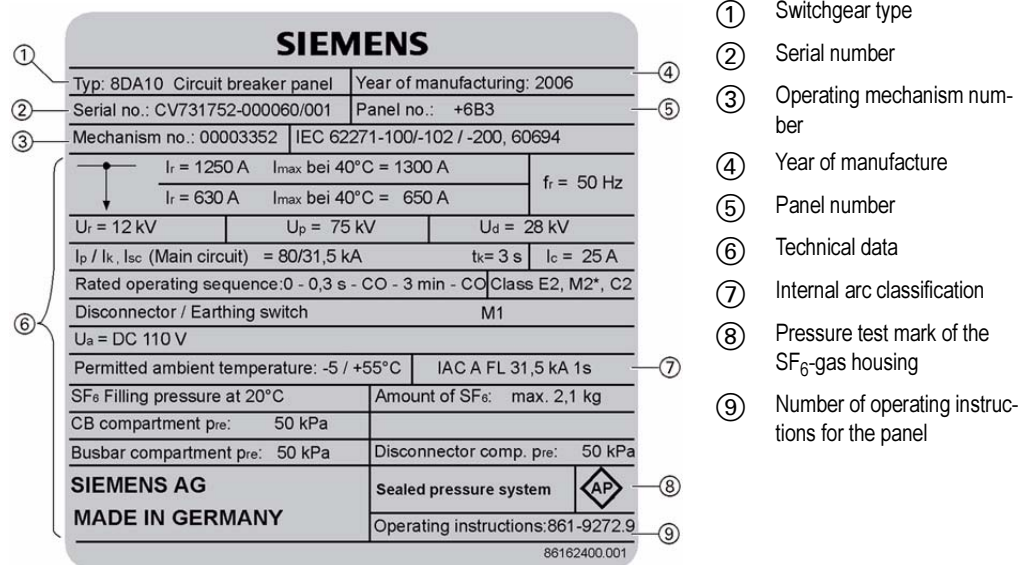 SIEMENS
① Typ: 8DA10 Circuit breaker panel Year of manufacturing: 2006 ④
② Serial no.: CV731752-000060/001 Panel no.: +6B3 ⑤
③ Mechanism no.: 00003352 IEC 62271-100/-102 / -200, 60694
Ir = 1250 A Imax bei 40°C = 1300 A
fr = 50 Hz
Ir = 630 A Imax bei 40°C = 650 A
Ur = 12 kV Up = 75 kV Ud = 28 kV
Ip / Ik, Isc (Main circuit) = 80/31,5 kA tk= 3 s Ic = 25 A
Rated operating sequence:0 - 0,3 s - CO - 3 min - CO Class E2, M2*, C2
⑥ Disconnector / Earthing switch M1
Ua = DC 110 V
Permitted ambient temperature: -5 / +55°C IAC A FL 31,5 kA 1s ⑦
SF6 Filling pressure at 20°C Amount of SF6: max. 2,1 kg
CB compartment pre: 50 kPa
Busbar compartment pre: 50 kPa Disconnector comp. pre: 50 kPa
SIEMENS AG
Sealed pressure system AP ⑧
MADE IN GERMANY
Operating instructions:861-9272.9 ⑨
86162400.001
① Switchgear type
② Serial number
③ Operating mechanism num-
ber
④ Year of manufacture
⑤ Panel number
⑥ Technical data
⑦ Internal arc classification
⑧ Pressure test mark of the
SF6-gas housing
⑨ Number of operating instruc-
tions for the panel